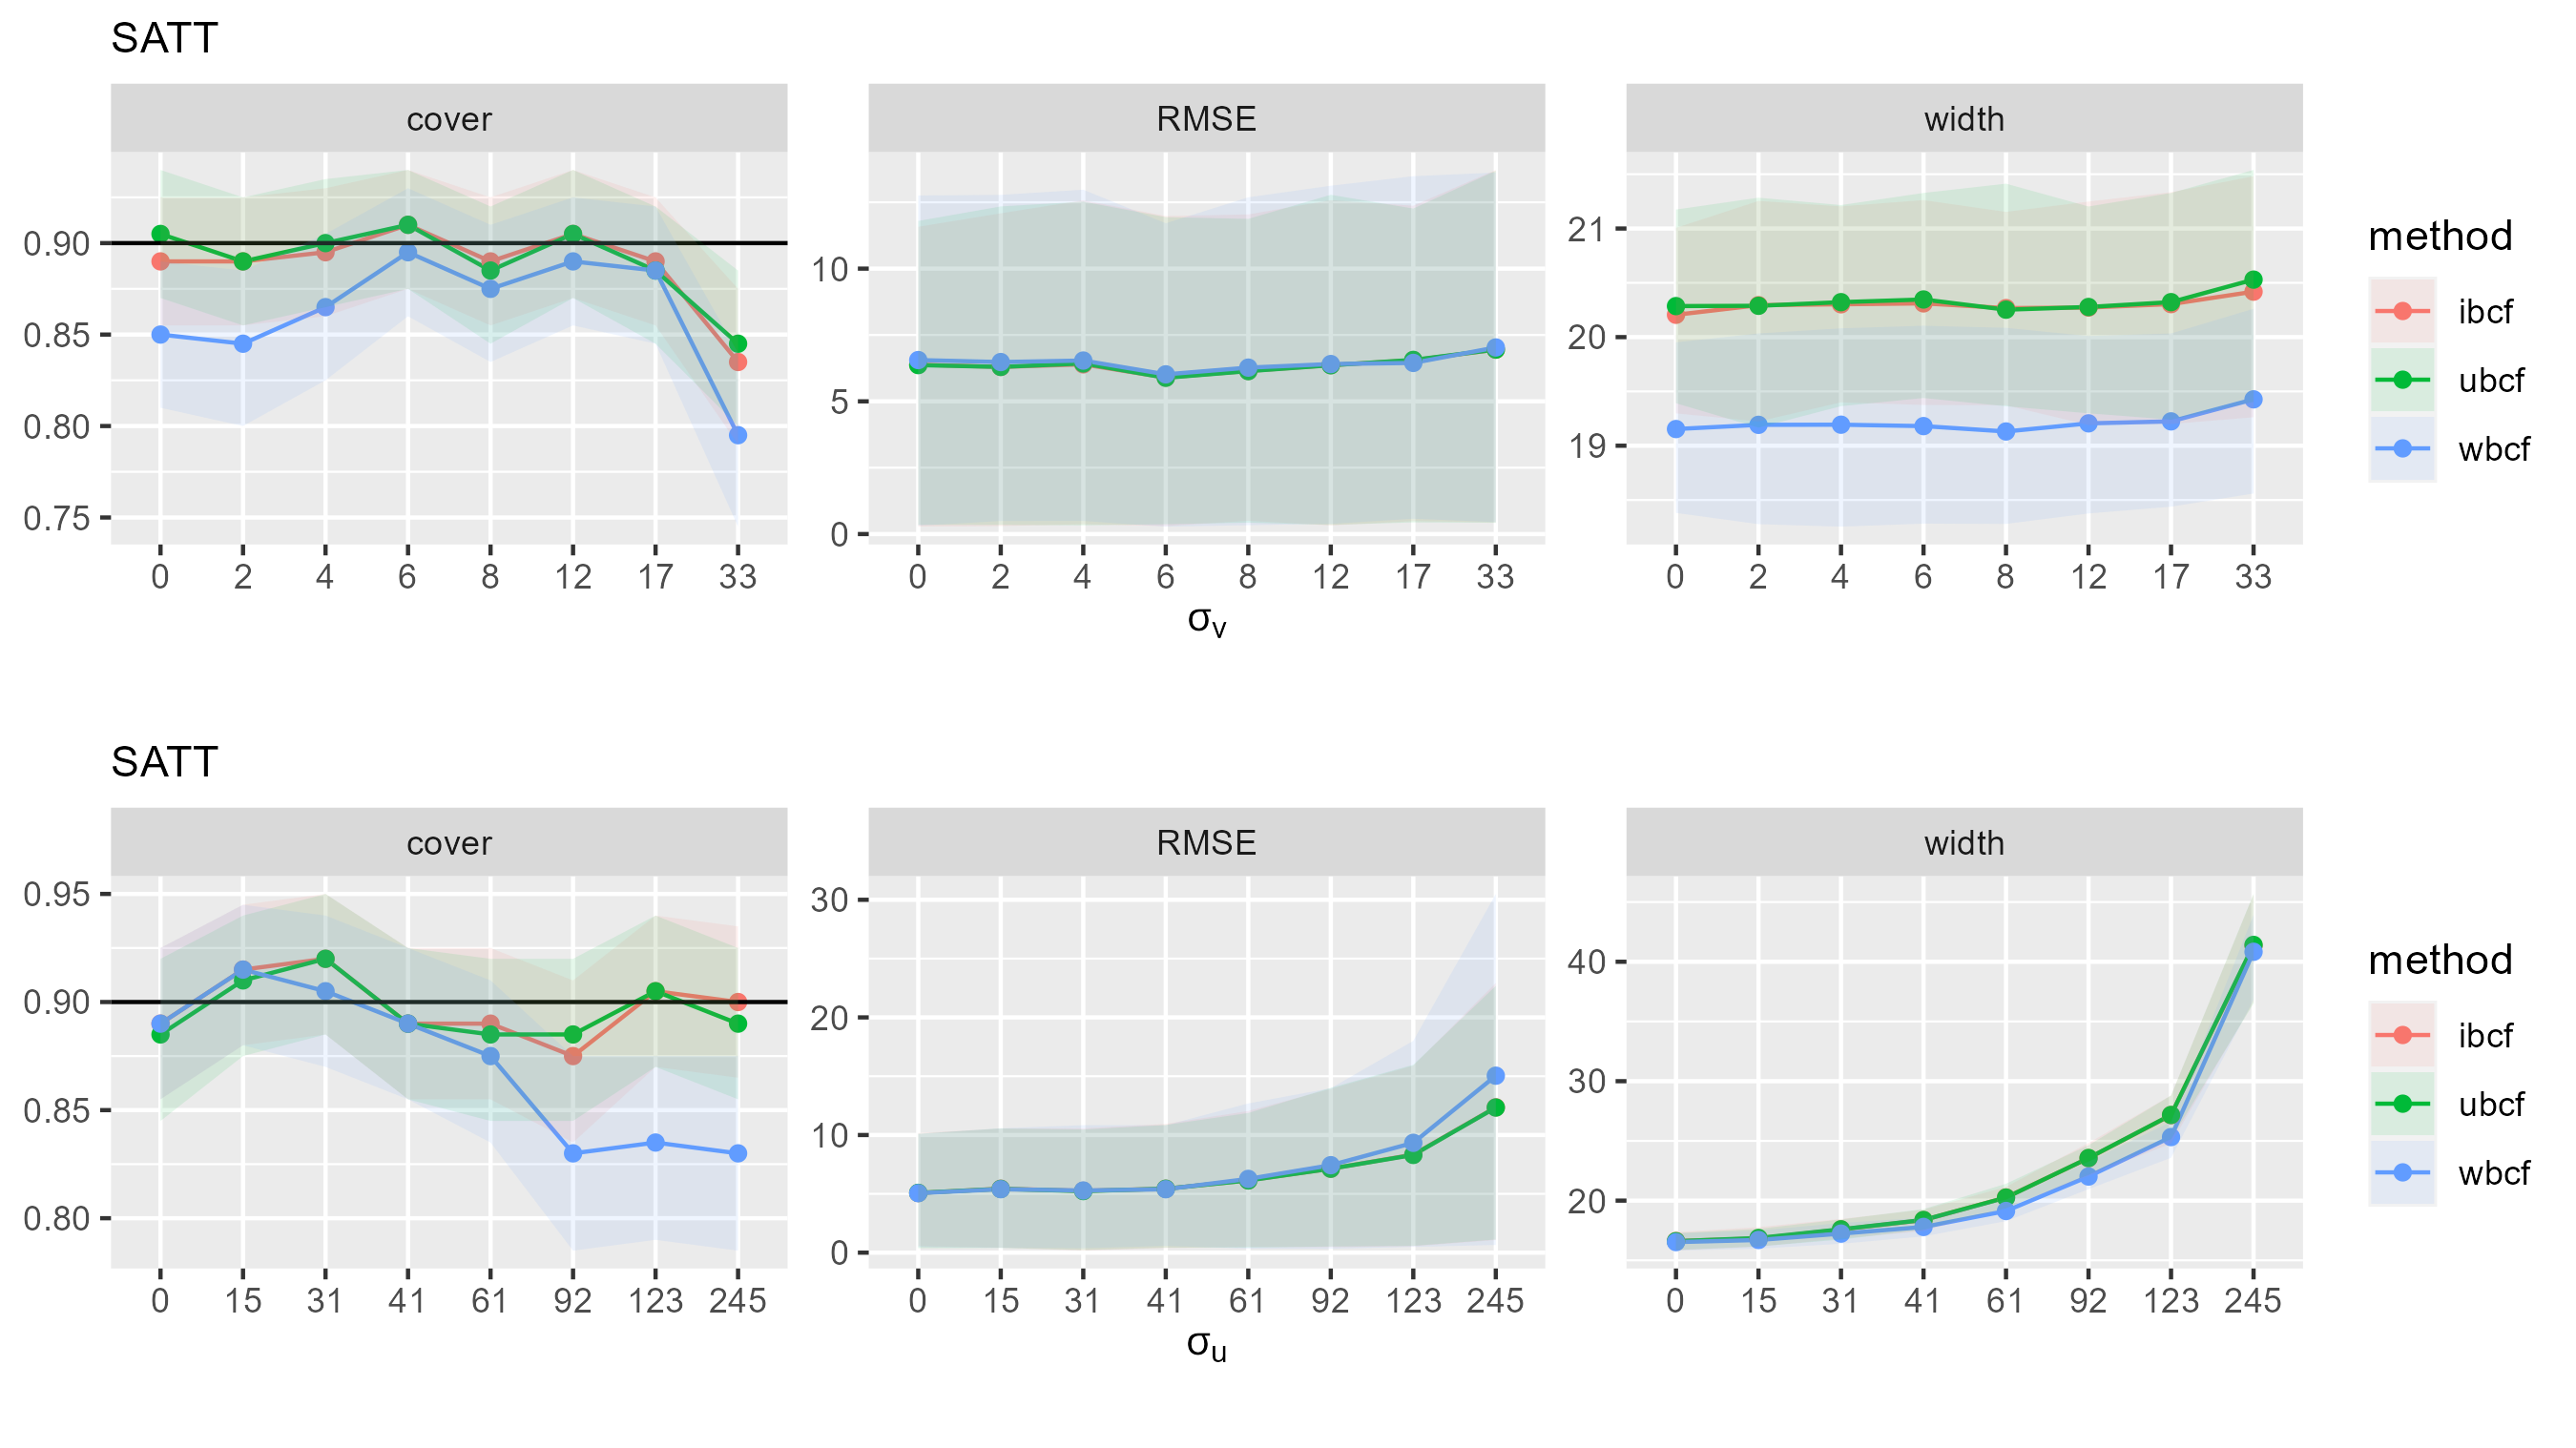 SATT
cover RMSE width
0.90
0.85
0.80
0.75
10
5
0
21
20
19
0 2 4 6 8 12 17 33
0 2 4 6 8 12 17 33
0 2 4 6 8 12 17 33
σv
method
ibcf
ubcf
wbcf
SATT
cover RMSE width
0.95
0.90
0.85
0.80
30
20
10
0
40
30
20
0 15 31 41 61 92 123 245
0 15 31 41 61 92 123 245
0 15 31 41 61 92 123 245
σu
method
ibcf
ubcf
wbcf